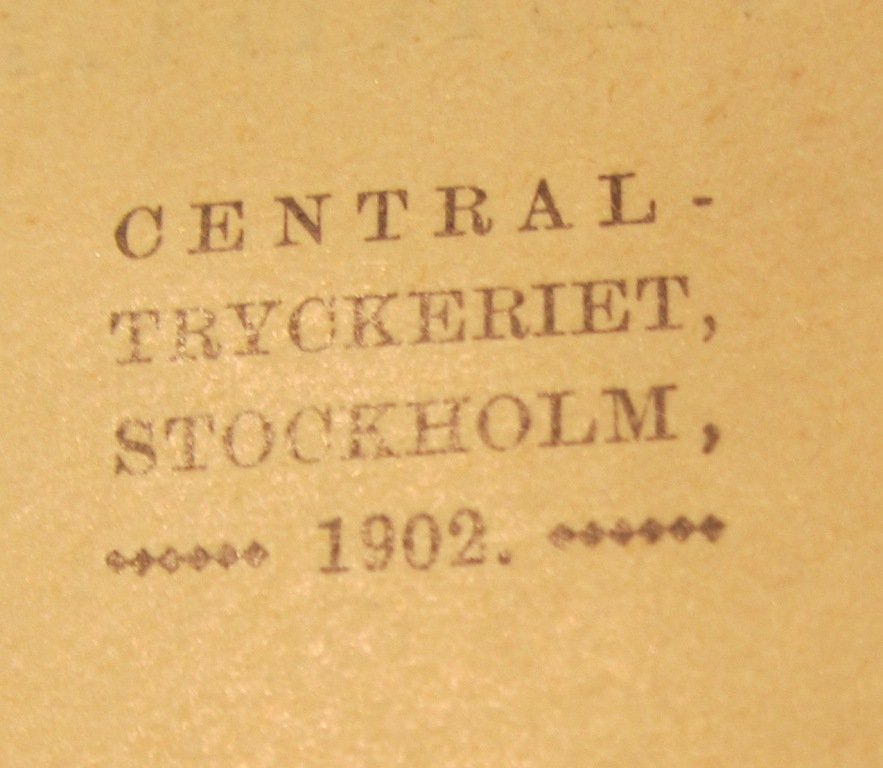 CENTRAL-
TRYCKERIET,
STOCKHOLM,
1902.